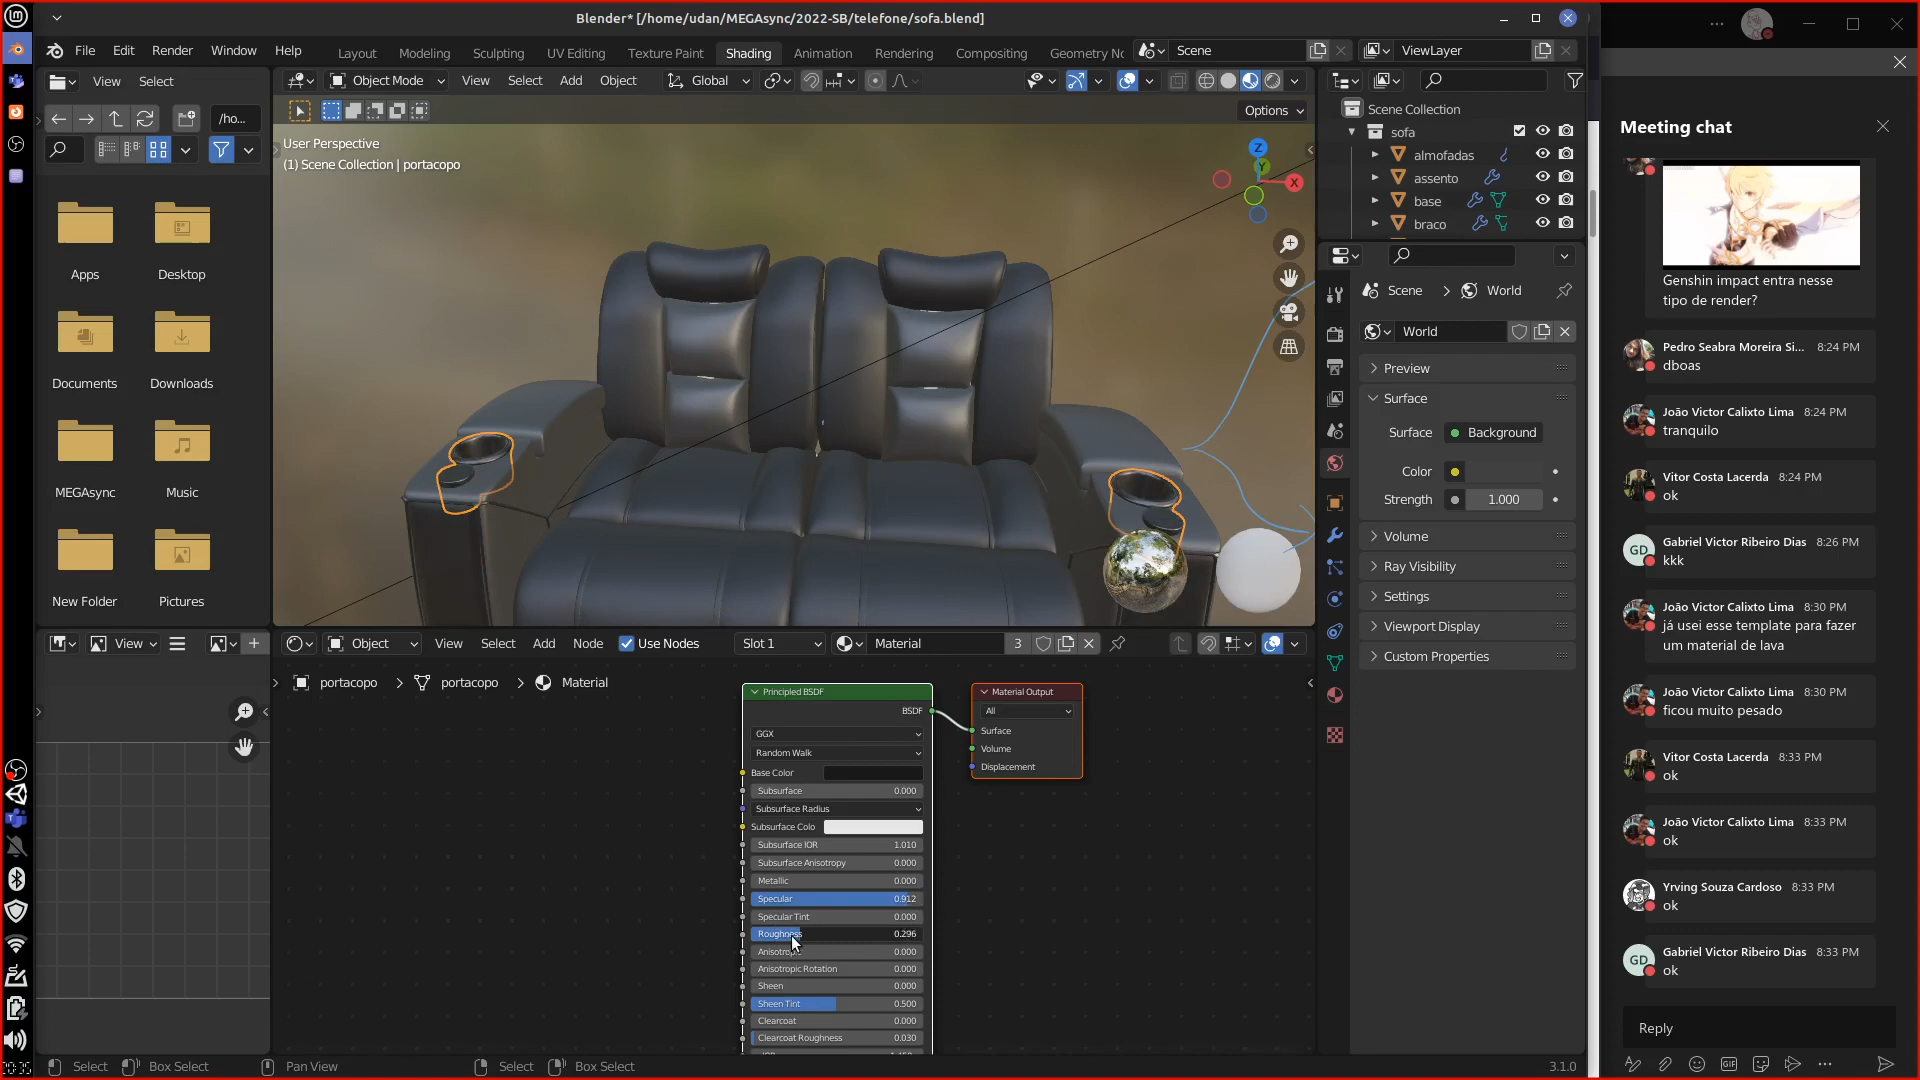 Blender* [/home/udan/MEGAsync/2022-SB/telefone/sofa.blend]
File Edit Render Window Help
Layout Modeling Sculpting UV Editing Texture Paint Shading Animation Rendering Compositing Geometry Nc
Scene
ViewLayer
View Select
/ho...
Apps
Desktop
Documents
Downloads
MEGAsync
Music
New Folder
Pictures
Object Mode View Select Add Object Global
Options
User Perspective
(1) Scene Collection | portacopo
Z
Y
X
Scene Collection
sofa
almofadas
assento
base
braco
Scene > World
World
Preview
Surface
Surface Background
Color
Strength 1.000
Volume
Ray Visibility
Settings
Viewport Display
Custom Properties
View
Object View Select Add Node Use Nodes Slot 1 Material 3
portacopo > portacopo > Material
Principled BSDF
BSDF
GGX
Random Walk
Base Color
Subsurface 0.000
Subsurface Radius
Subsurface Colo
Subsurface IOR 1.010
Subsurface Anisotropy 0.000
Metallic 0.000
Specular 0.912
Specular Tint 0.000
Roughness 0.296
Anisotropic 0.000
Anisotropic Rotation 0.000
Sheen 0.000
Sheen Tint 0.500
Clearcoat 0.000
Clearcoat Roughness 0.030
Material Output
All
Surface
Volume
Displacement
Select Box Select Pan View Select Box Select
3.1.0
Meeting chat
Genshin impact entra nesse
tipo de render?
Pedro Seabra Moreira Si... 8:24 PM
dboas
João Victor Calixto Lima 8:24 PM
tranquilo
Vitor Costa Lacerda 8:24 PM
ok
GD
Gabriel Victor Ribeiro Dias 8:26 PM
kkk
João Victor Calixto Lima 8:30 PM
já usei esse template para fazer
um material de lava
João Victor Calixto Lima 8:30 PM
ficou muito pesado
Vitor Costa Lacerda 8:33 PM
ok
João Victor Calixto Lima 8:33 PM
ok
Yrving Souza Cardoso 8:33 PM
ok
GD
Gabriel Victor Ribeiro Dias 8:33 PM
ok
Reply
GIF